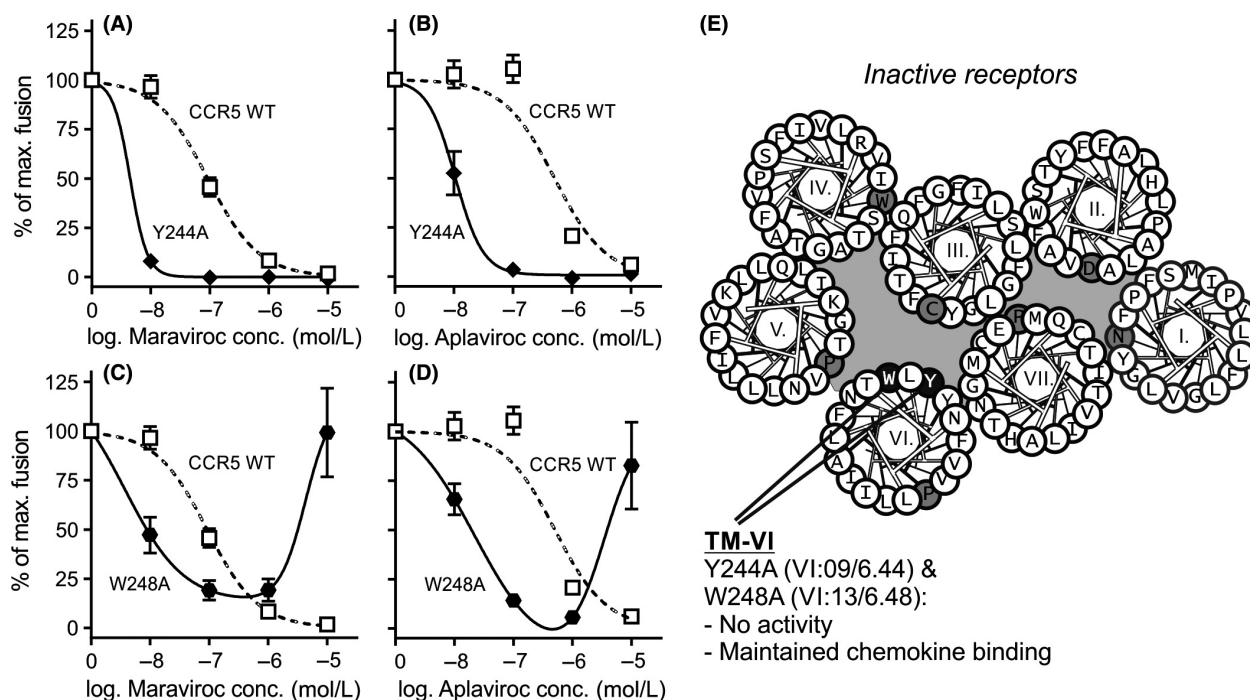 (A)
125
100
75
50
25
0
% of max. fusion
CCR5 WT
Y244A
0 –8 –7 –6 –5
log. Maraviroc conc. (mol/L)
(B)
CCR5 WT
Y244A
0 –8 –7 –6 –5
log. Aplaviroc conc. (mol/L)
(C)
125
100
75
50
25
0
% of max. fusion
CCR5 WT
W248A
0 –8 –7 –6 –5
log. Maraviroc conc. (mol/L)
(D)
CCR5 WT
W248A
0 –8 –7 –6 –5
log. Aplaviroc conc. (mol/L)
(E)
Inactive receptors
IV.
S F I V L R V I W S T A G T A F V P
III.
II.
Y F F A L H L P A L A D V A F W S T
I.
V.
VII.
VI.
N T W L Y Y N F V V P L L I I A L F
TM-VI
Y244A (VI:09/6.44) &
W248A (VI:13/6.48):
- No activity
- Maintained chemokine binding